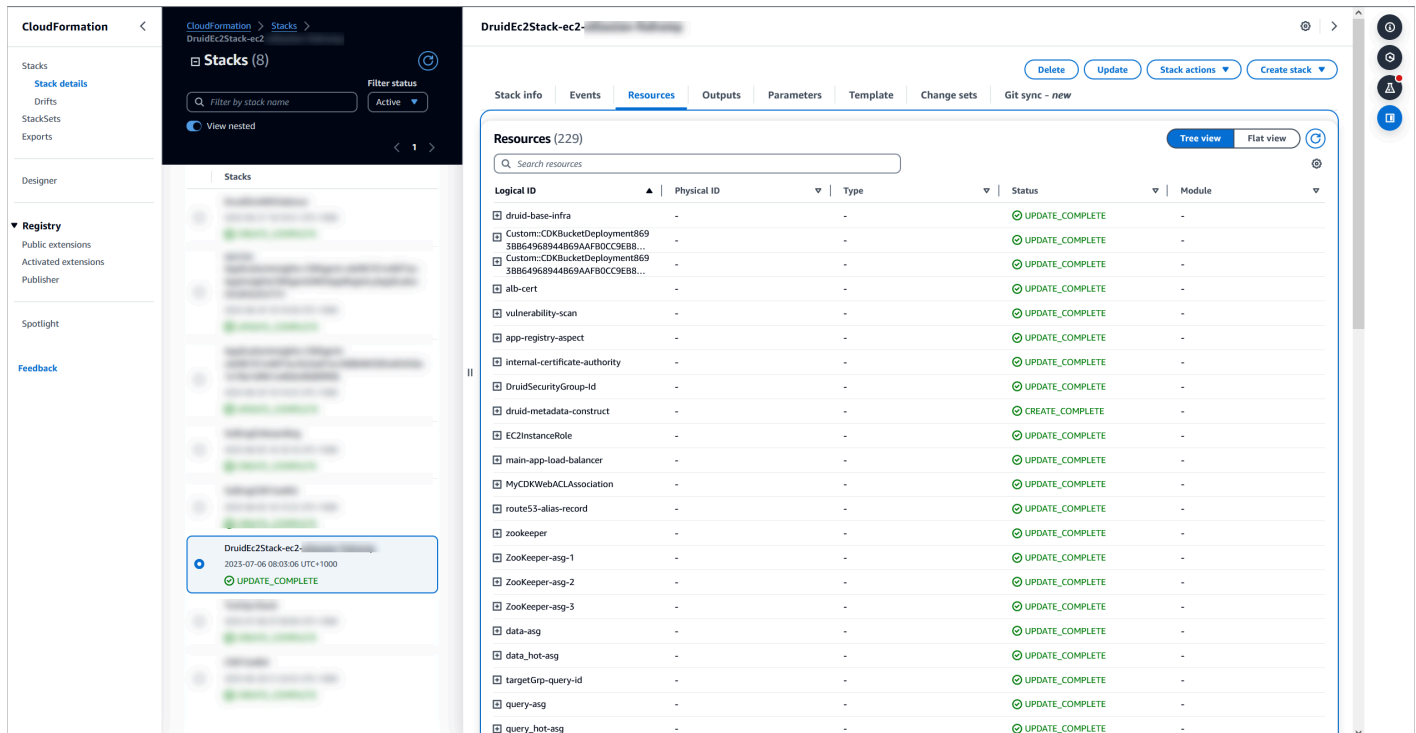 CloudFormation
Stacks
Stack details
Drifts
StackSets
Exports
Designer
Registry
Public extensions
Activated extensions
Publisher
Spotlight
Feedback
CloudFormation > Stacks >
DruidEc2Stack-ec2
Stacks (8)
Filter status
Filter by stack name
Active
View nested
< 1 >
Stacks
DruidEc2Stack-ec2-
2023-07-06 08:03:06 UTC+1000
UPDATE_COMPLETE
DruidEc2Stack-ec2-
Delete Update Stack actions Create stack
Stack info Events Resources Outputs Parameters Template Change sets Git sync - new
Resources (229)
Tree view Flat view
Search resources
Logical ID Physical ID Type Status Module
druid-base-infra - - UPDATE_COMPLETE -
Custom::CDKBucketDeployment869
3BB64968944B69AAFB0CC9EB8... - - UPDATE_COMPLETE -
Custom::CDKBucketDeployment869
3BB64968944B69AAFB0CC9EB8... - - UPDATE_COMPLETE -
alb-cert - - UPDATE_COMPLETE -
vulnerability-scan - - UPDATE_COMPLETE -
app-registry-aspect - - UPDATE_COMPLETE -
internal-certificate-authority - - UPDATE_COMPLETE -
DruidSecurityGroup-Id - - UPDATE_COMPLETE -
druid-metadata-construct - - CREATE_COMPLETE -
EC2InstanceRole - - UPDATE_COMPLETE -
main-app-load-balancer - - UPDATE_COMPLETE -
MyCDKWebACLAssociation - - UPDATE_COMPLETE -
route53-alias-record - - UPDATE_COMPLETE -
zookeeper - - UPDATE_COMPLETE -
ZooKeeper-asg-1 - - UPDATE_COMPLETE -
ZooKeeper-asg-2 - - UPDATE_COMPLETE -
ZooKeeper-asg-3 - - UPDATE_COMPLETE -
data-asg - - UPDATE_COMPLETE -
data_hot-asg - - UPDATE_COMPLETE -
targetGrp-query-id - - UPDATE_COMPLETE -
query-asg - - UPDATE_COMPLETE -
query_hot-asg - - UPDATE_COMPLETE -